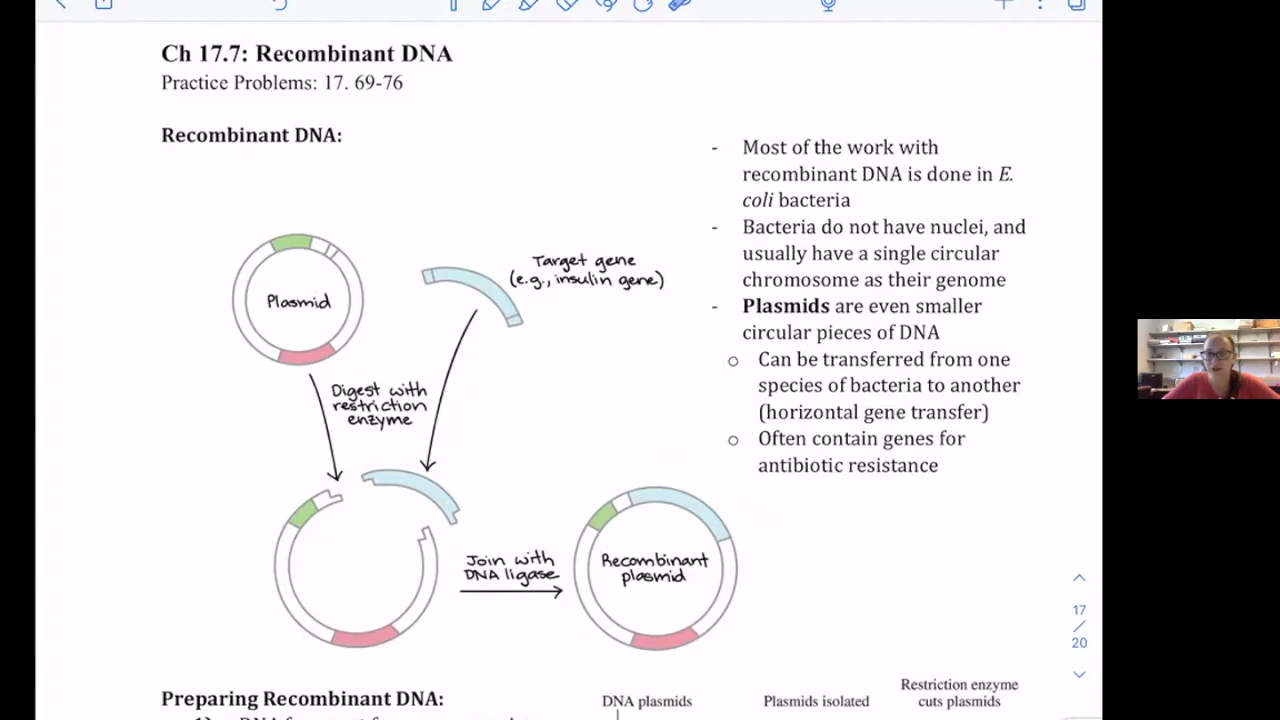 Ch 17.7: Recombinant DNA
Practice Problems: 17. 69-76
Recombinant DNA:
Plasmid
Target gene
(e.g., insulin gene)
Digest with
restriction
enzyme
Join with
DNA ligase
Recombinant
plasmid
- Most of the work with
recombinant DNA is done in E.
coli bacteria
- Bacteria do not have nuclei, and
usually have a single circular
chromosome as their genome
- Plasmids are even smaller
circular pieces of DNA
o Can be transferred from one
species of bacteria to another
(horizontal gene transfer)
o Often contain genes for
antibiotic resistance
17
/
20
Preparing Recombinant DNA:
DNA plasmids
Plasmids isolated
Restriction enzyme
cuts plasmids